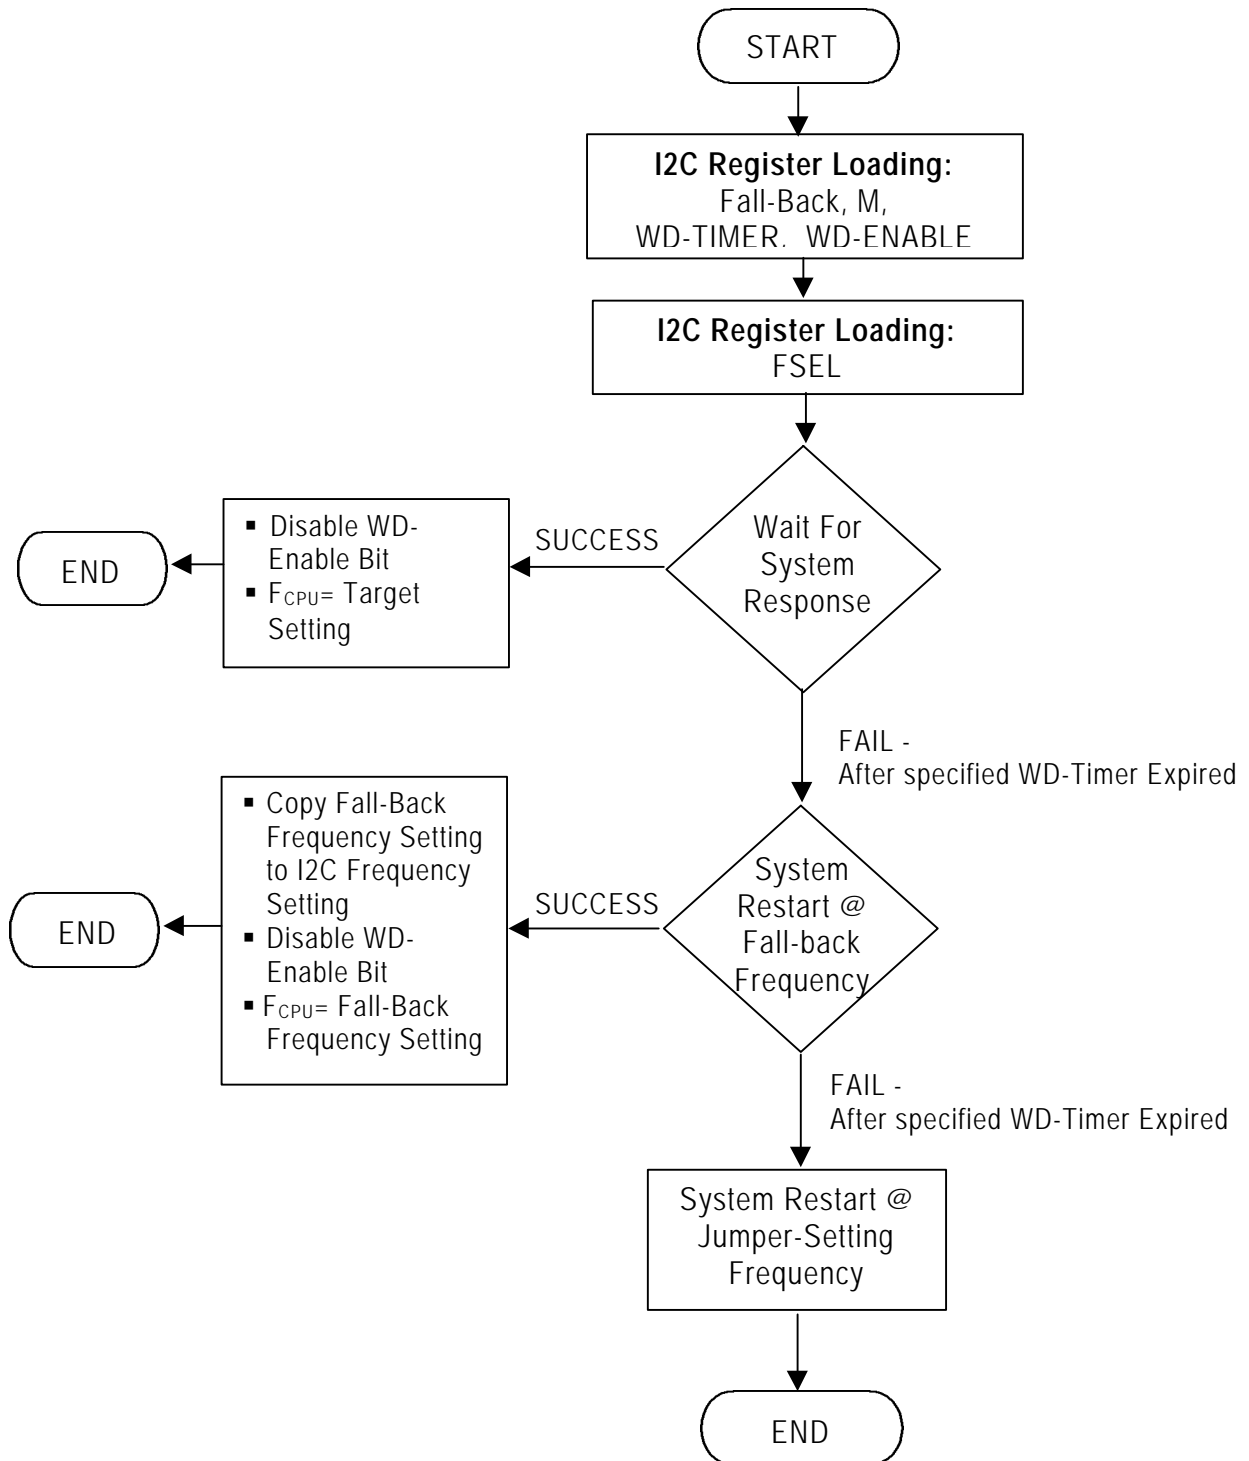 START
I2C Register Loading:
Fall-Back, M,
WD-TIMER, WD-ENABLE
I2C Register Loading:
FSEL
Wait For
System
Response
SUCCESS
▪ Disable WD-
Enable Bit
▪ FCPU= Target
Setting
END
FAIL -
After specified WD-Timer Expired
System
Restart @
Fall-back
Frequency
SUCCESS
▪ Copy Fall-Back
Frequency Setting
to I2C Frequency
Setting
▪ Disable WD-
Enable Bit
▪ FCPU= Fall-Back
Frequency Setting
END
FAIL -
After specified WD-Timer Expired
System Restart @
Jumper-Setting
Frequency
END